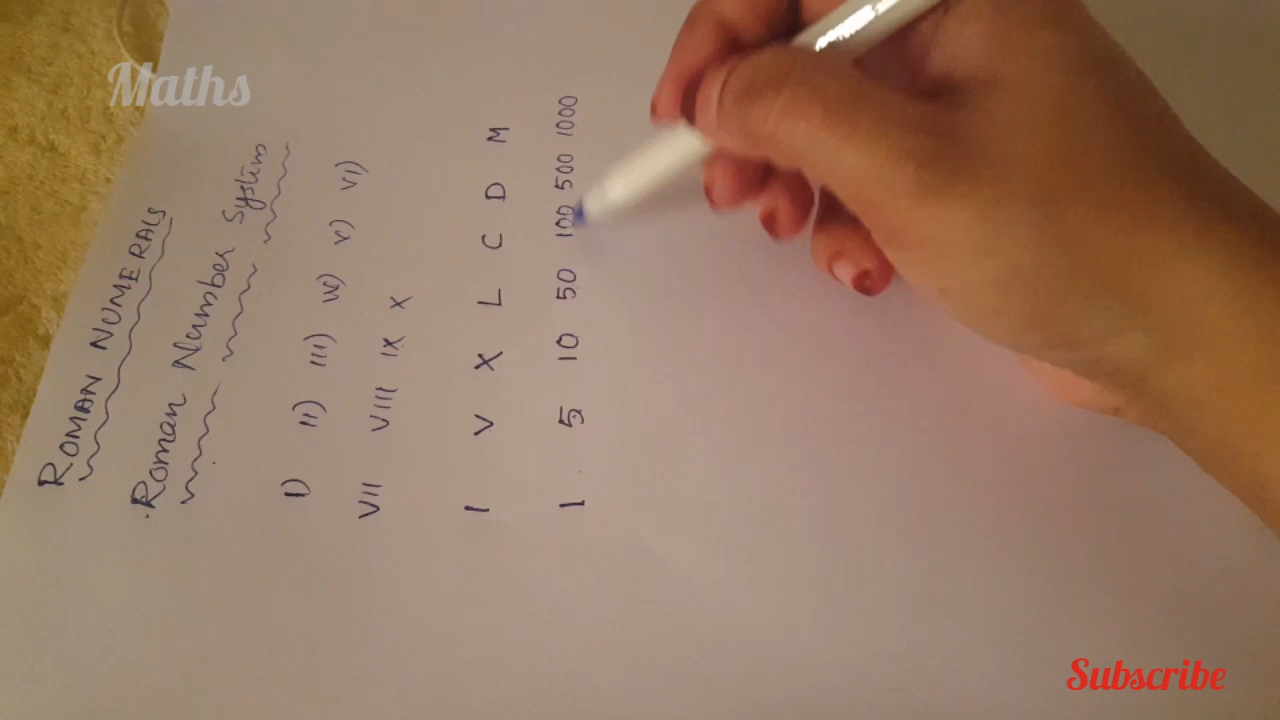 Maths
ROMAN NUMERALS
Roman Number System
I) II) III) IV) V) VI)
VII VIII IX X
I V X L C D M
1 5 10 50 100 500 1000
Subscribe